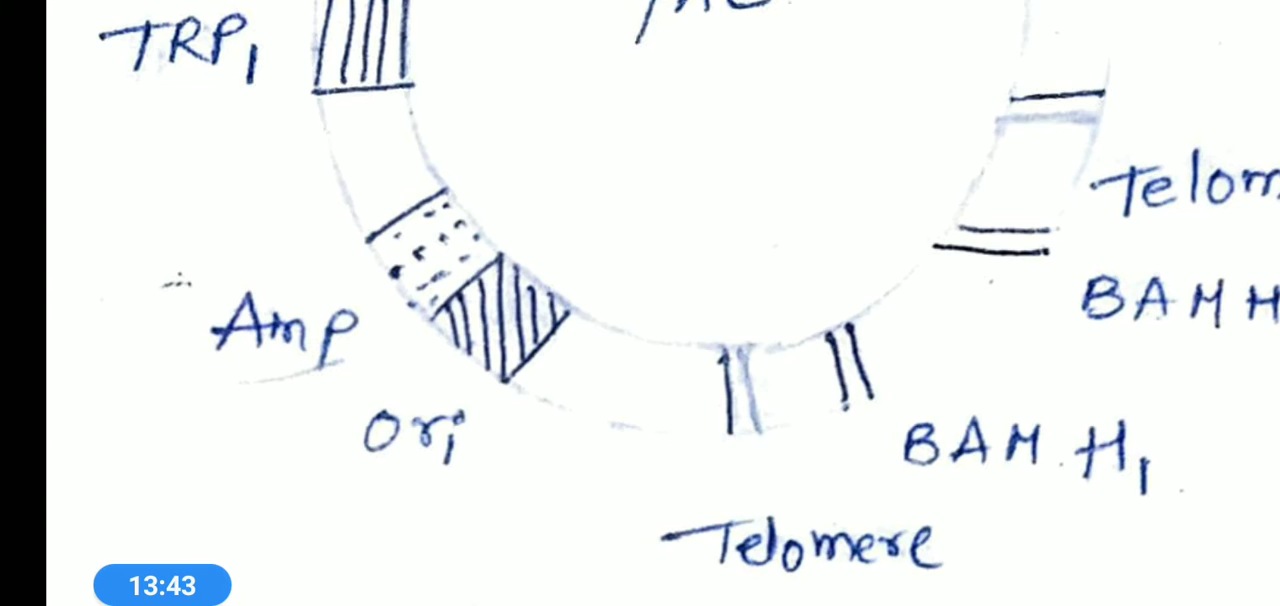 TRP1
Telom
BAM H
Amp
Ori
BAM H1
Telomere
13:43